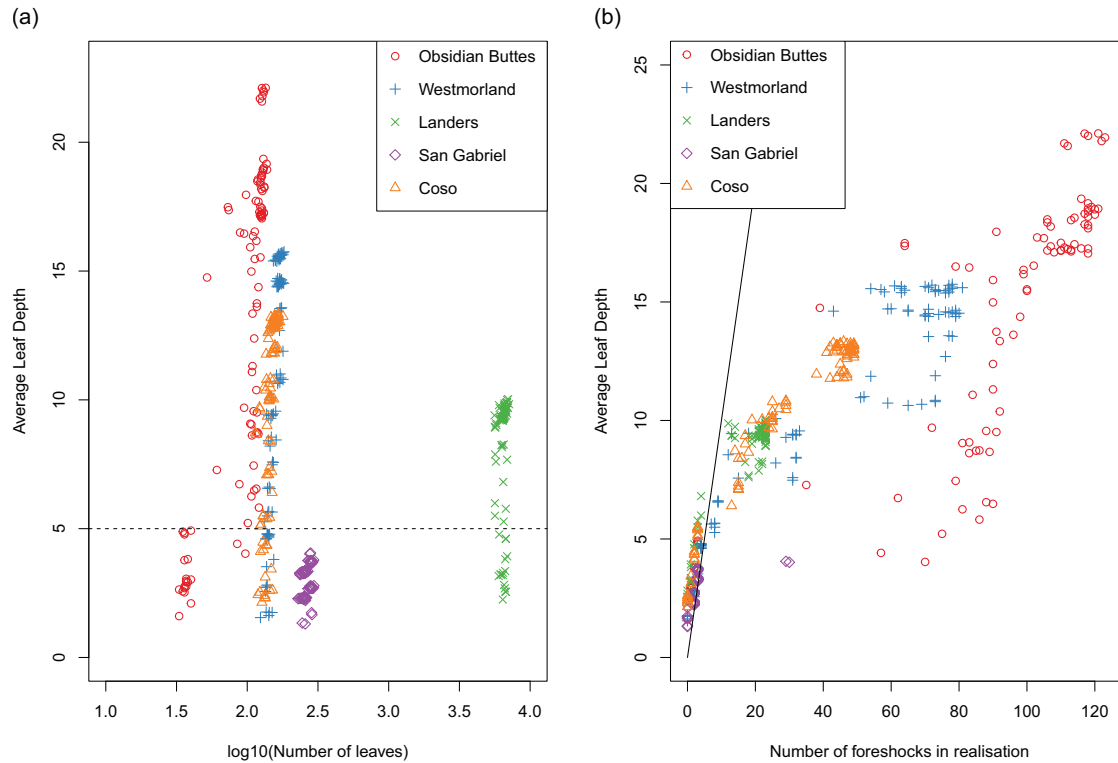 (a)
Obsidian Buttes
Westmorland
Landers
San Gabriel
Coso
Average Leaf Depth
0
5
10
15
20
1.0 1.5 2.0 2.5 3.0 3.5 4.0
log10(Number of leaves)
(b)
Obsidian Buttes
Westmorland
Landers
San Gabriel
Coso
Average Leaf Depth
0
5
10
15
20
25
0 20 40 60 80 100 120
Number of foreshocks in realisation